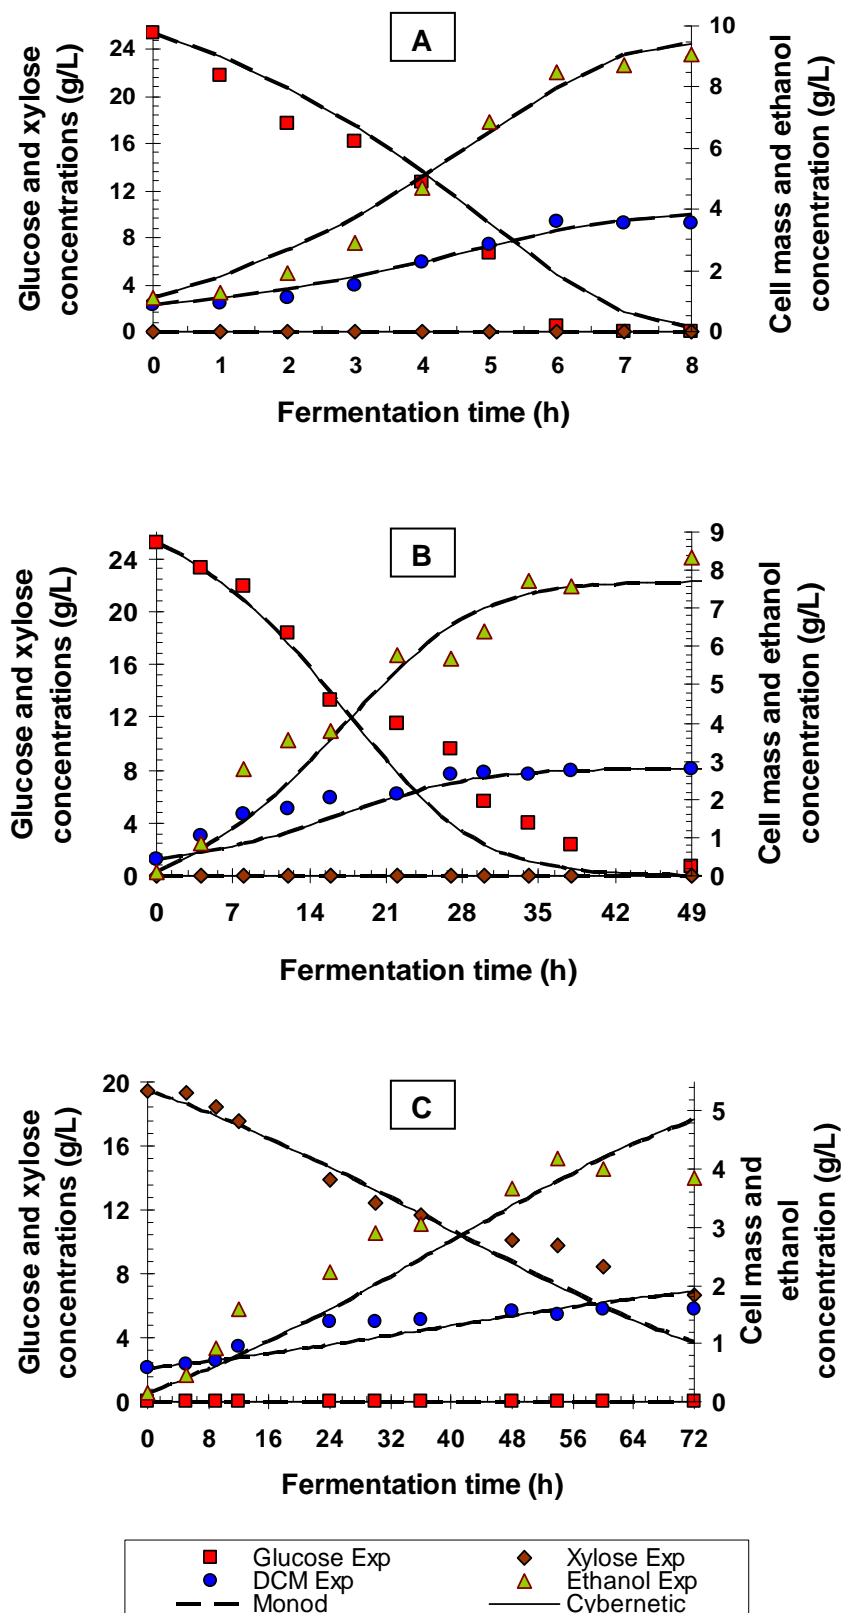 A
Glucose and xylose
concentrations (g/L)
24
20
16
12
8
4
0
10
9
8
7
6
5
4
3
2
1
0
Cell mass and ethanol
concentration (g/L)
0 1 2 3 4 5 6 7 8
Fermentation time (h)
B
Glucose and xylose
concentrations (g/L)
24
20
16
12
8
4
0
9
8
7
6
5
4
3
2
1
0
Cell mass and ethanol
concentration (g/L)
0 7 14 21 28 35 42 49
Fermentation time (h)
C
Glucose and xylose
concentrations (g/L)
20
16
12
8
4
0
5
4
3
2
1
0
Cell mass and
ethanol
concentration (g/L)
0 8 16 24 32 40 48 56 64 72
Fermentation time (h)
Glucose Exp Xylose Exp
DCM Exp Ethanol Exp
Monod Cybernetic